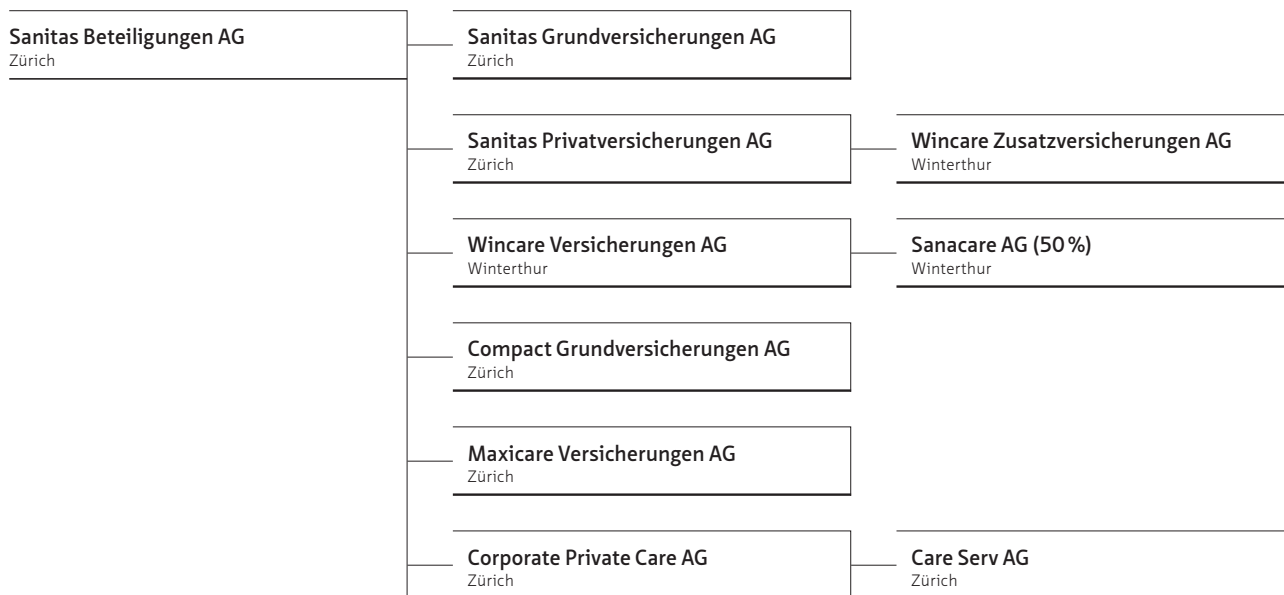 Sanitas Beteiligungen AG
Zürich
Sanitas Grundversicherungen AG
Zürich
Sanitas Privatversicherungen AG
Zürich
Wincare Zusatzversicherungen AG
Winterthur
Wincare Versicherungen AG
Winterthur
Sanacare AG (50 %)
Winterthur
Compact Grundversicherungen AG
Zürich
Maxicare Versicherungen AG
Zürich
Corporate Private Care AG
Zürich
Care Serv AG
Zürich